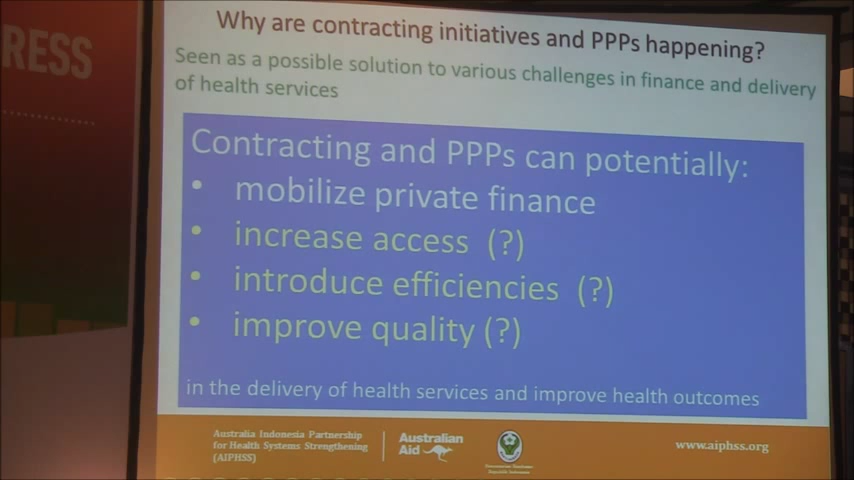 RESS
Why are contracting initiatives and PPPs happening?
Seen as a possible solution to various challenges in finance and delivery
of health services
Contracting and PPPs can potentially:
• mobilize private finance
• increase access (?)
• introduce efficiencies (?)
• improve quality (?)
in the delivery of health services and improve health outcomes
Australia Indonesia Partnership
for Health Systems Strengthening
(AIPHSS)
Australian
Aid
www.aiphss.org